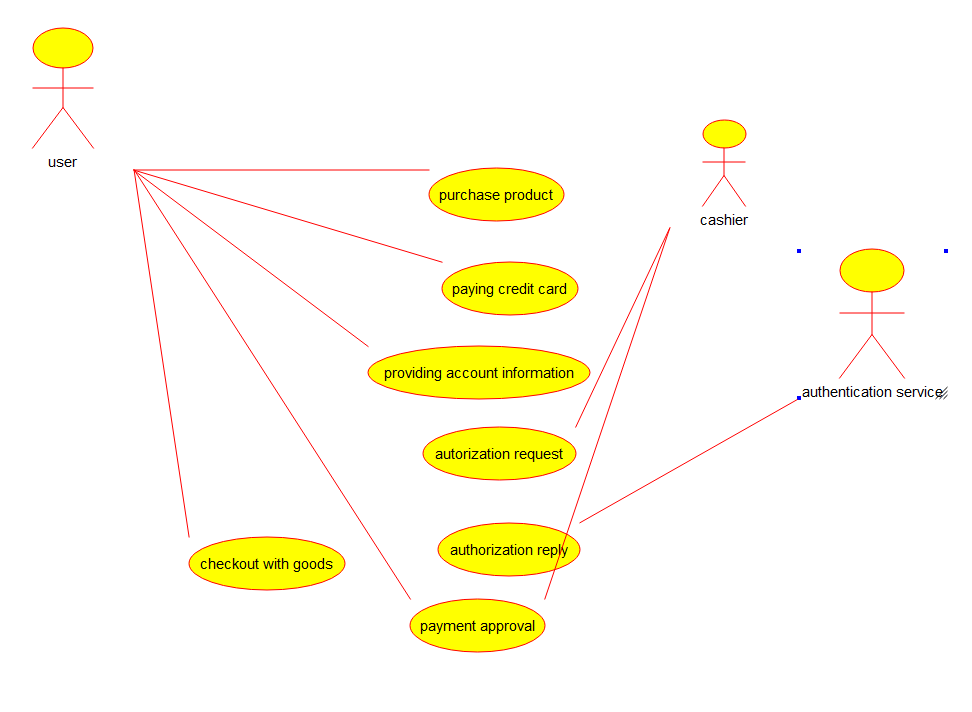 user
purchase product
cashier
paying credit card
providing account information
authentication service
autorization request
authorization reply
checkout with goods
payment approval